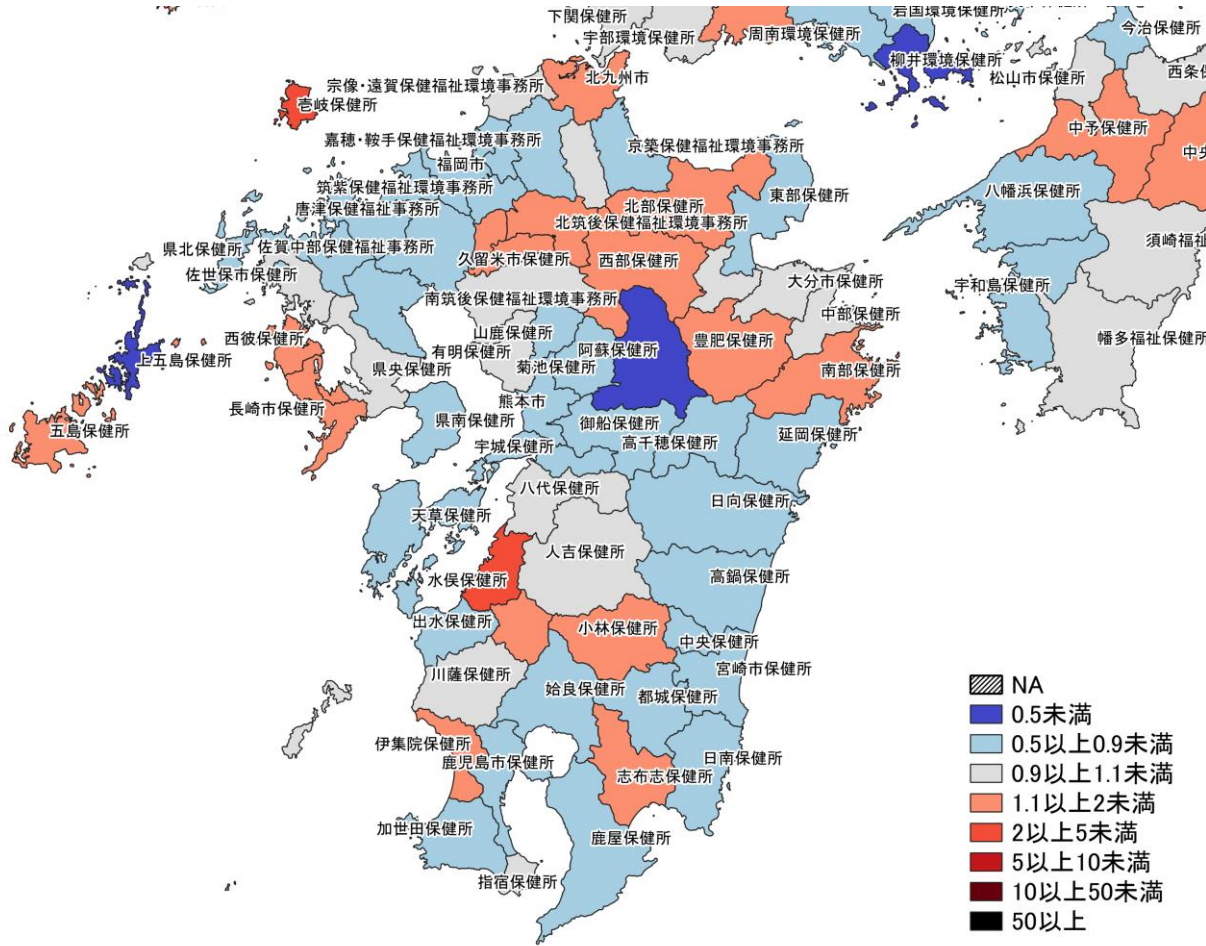 下関保健所
岩国環境保健所
宇部環境保健所
周南環境保健所
今治保健所
柳井環境保健所
松山市保健所
西条保
宗像・遠賀保健福祉環境事務所
北九州市
壱岐保健所
嘉穂・鞍手保健福祉環境事務所
京築保健福祉環境事務所
中予保健所
中央
福岡市
筑紫保健福祉環境事務所
東部保健所
八幡浜保健所
唐津保健福祉事務所
北部保健所
北筑後保健福祉環境事務所
須崎福祉
県北保健所
佐賀中部保健福祉事務所
久留米市保健所
西部保健所
佐世保市保健所
大分市保健所
宇和島保健所
南筑後保健福祉環境事務所
中部保健所
西彼保健所
山鹿保健所
豊肥保健所
幡多福祉保健所
上五島保健所
有明保健所
阿蘇保健所
県央保健所
菊池保健所
南部保健所
長崎市保健所
熊本市
五島保健所
県南保健所
御船保健所
延岡保健所
宇城保健所
高千穂保健所
八代保健所
日向保健所
天草保健所
人吉保健所
水俣保健所
高鍋保健所
出水保健所
小林保健所
中央保健所
宮崎市保健所
川薩保健所
姶良保健所
都城保健所
伊集院保健所
鹿児島市保健所
日南保健所
志布志保健所
加世田保健所
鹿屋保健所
指宿保健所
NA
0.5未満
0.5以上0.9未満
0.9以上1.1未満
1.1以上2未満
2以上5未満
5以上10未満
10以上50未満
50以上